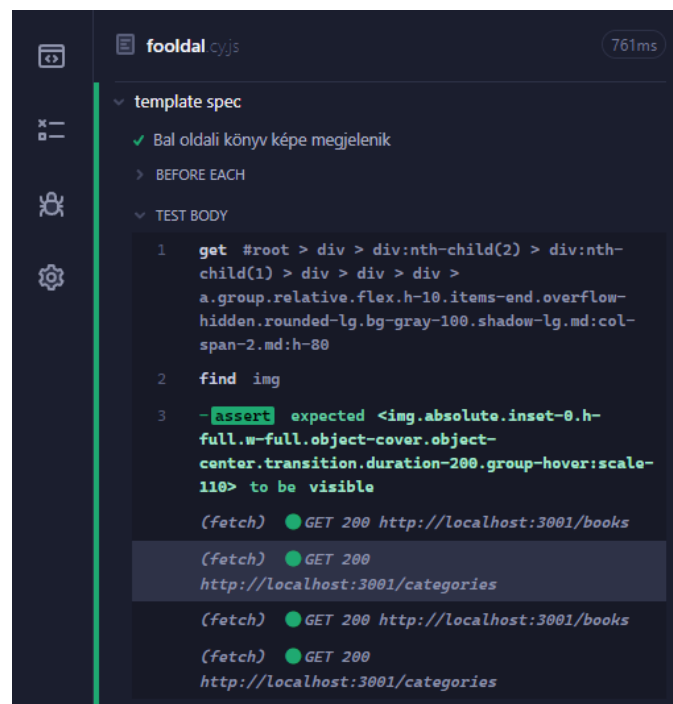 fooldal.cy.js
761ms
template spec
Bal oldali könyv képe megjelenik
BEFORE EACH
TEST BODY
1 get #root > div > div:nth-child(2) > div:nth-
child(1) > div > div > div >
a.group.relative.flex.h-10.items-end.overflow-
hidden.rounded-lg.bg-gray-100.shadow-lg.md:col-
span-2.md:h-80
2 find img
3 -assert expected <img.absolute.inset-0.h-
full.w-full.object-cover.object-
center.transition.duration-200.group-hover:scale-
110> to be visible
(fetch) GET 200 http://localhost:3001/books
(fetch) GET 200
http://localhost:3001/categories
(fetch) GET 200 http://localhost:3001/books
(fetch) GET 200
http://localhost:3001/categories